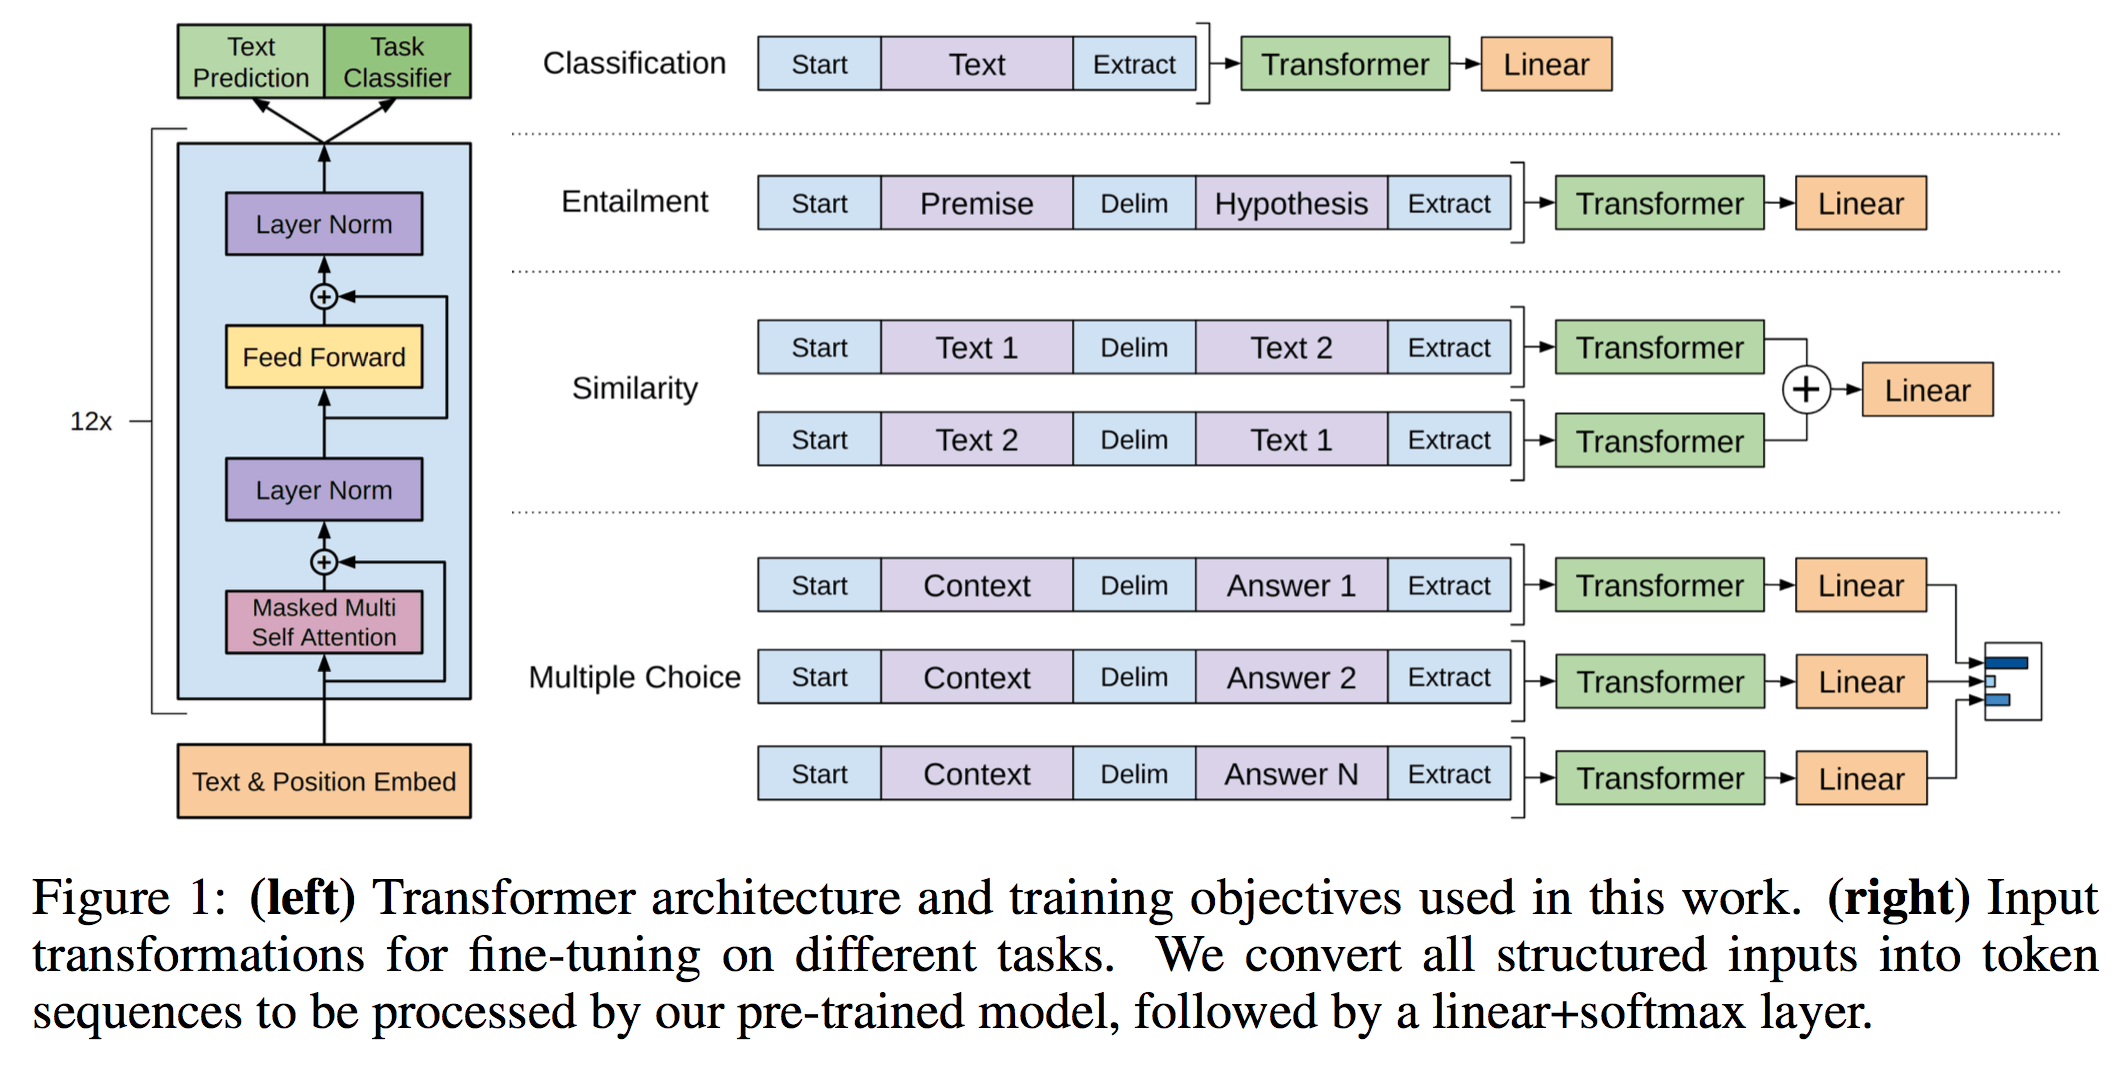 Text
Prediction
Task
Classifier
12x
Layer Norm
+
Feed Forward
Layer Norm
+
Masked Multi
Self Attention
Text & Position Embed
Classification
Start Text Extract Transformer Linear
Entailment
Start Premise Delim Hypothesis Extract Transformer Linear
Similarity
Start Text 1 Delim Text 2 Extract Transformer
Start Text 2 Delim Text 1 Extract Transformer
+
Linear
Multiple Choice
Start Context Delim Answer 1 Extract Transformer Linear
Start Context Delim Answer 2 Extract Transformer Linear
Start Context Delim Answer N Extract Transformer Linear
Figure 1: (left) Transformer architecture and training objectives used in this work. (right) Input
transformations for fine-tuning on different tasks. We convert all structured inputs into token
sequences to be processed by our pre-trained model, followed by a linear+softmax layer.